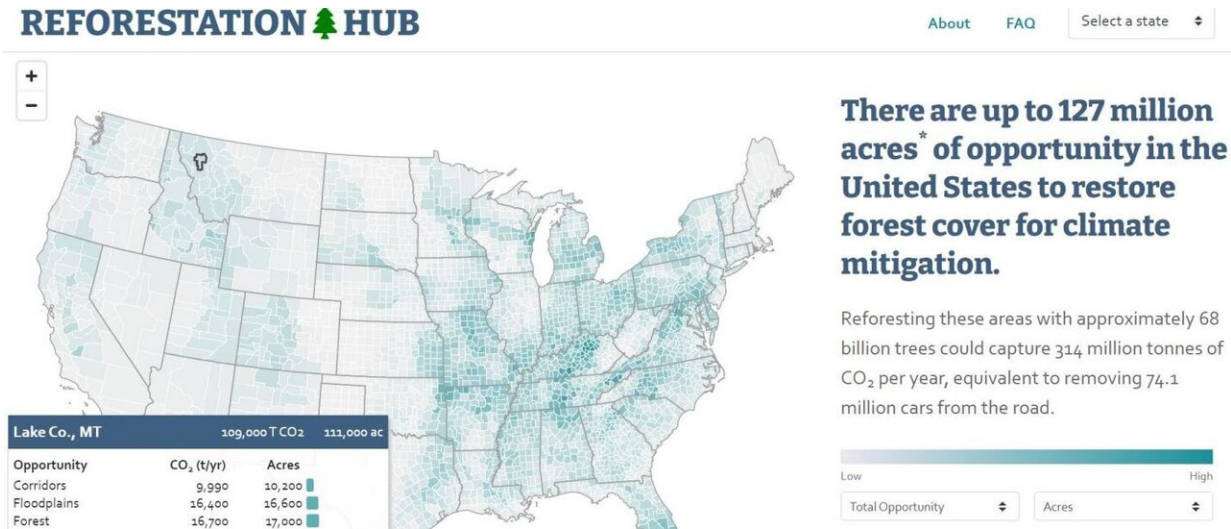 REFORESTATION HUB
About FAQ Select a state
+
−
There are up to 127 million
acres* of opportunity in the
United States to restore
forest cover for climate
mitigation.
Reforesting these areas with approximately 68
billion trees could capture 314 million tonnes of
CO₂ per year, equivalent to removing 74.1
million cars from the road.
Low High
Total Opportunity Acres
Lake Co., MT 109,000 T CO2 111,000 ac
Opportunity CO₂ (t/yr) Acres
Corridors 9,990 10,200
Floodplains 16,400 16,600
Forest 16,700 17,000